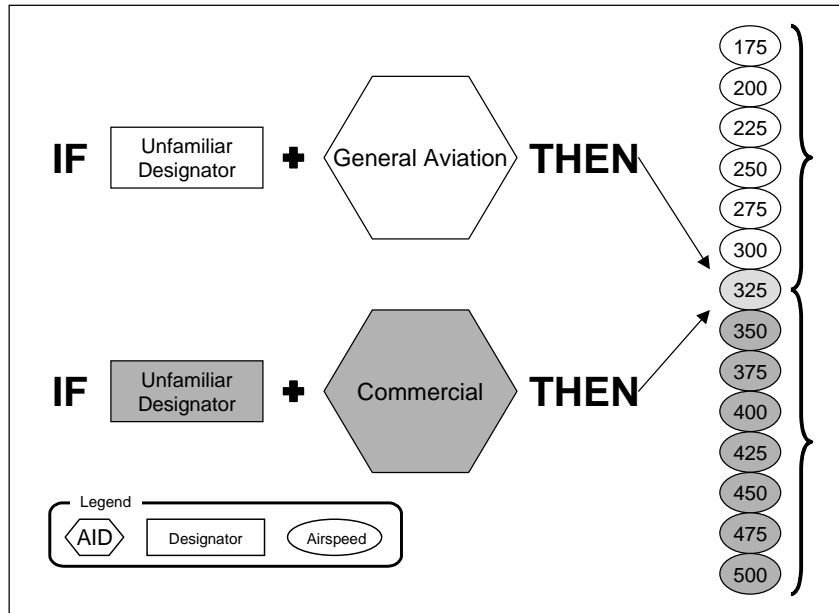 IF
Unfamiliar
Designator
+
General Aviation
THEN
IF
Unfamiliar
Designator
+
Commercial
THEN
175
200
225
250
275
300
325
350
375
400
425
450
475
500
Legend
AID
Designator
Airspeed